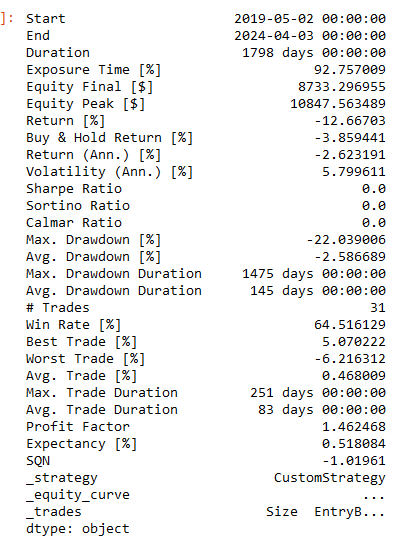 ]: Start 2019-05-02 00:00:00
End 2024-04-03 00:00:00
Duration 1798 days 00:00:00
Exposure Time [%] 92.757009
Equity Final [$] 8733.296955
Equity Peak [$] 10847.563489
Return [%] -12.66703
Buy & Hold Return [%] -3.859441
Return (Ann.) [%] -2.623191
Volatility (Ann.) [%] 5.799611
Sharpe Ratio 0.0
Sortino Ratio 0.0
Calmar Ratio 0.0
Max. Drawdown [%] -22.039006
Avg. Drawdown [%] -2.586689
Max. Drawdown Duration 1475 days 00:00:00
Avg. Drawdown Duration 145 days 00:00:00
# Trades 31
Win Rate [%] 64.516129
Best Trade [%] 5.070222
Worst Trade [%] -6.216312
Avg. Trade [%] 0.468009
Max. Trade Duration 251 days 00:00:00
Avg. Trade Duration 83 days 00:00:00
Profit Factor 1.462468
Expectancy [%] 0.518084
SQN -1.01961
_strategy CustomStrategy
_equity_curve ...
_trades Size EntryB...
dtype: object